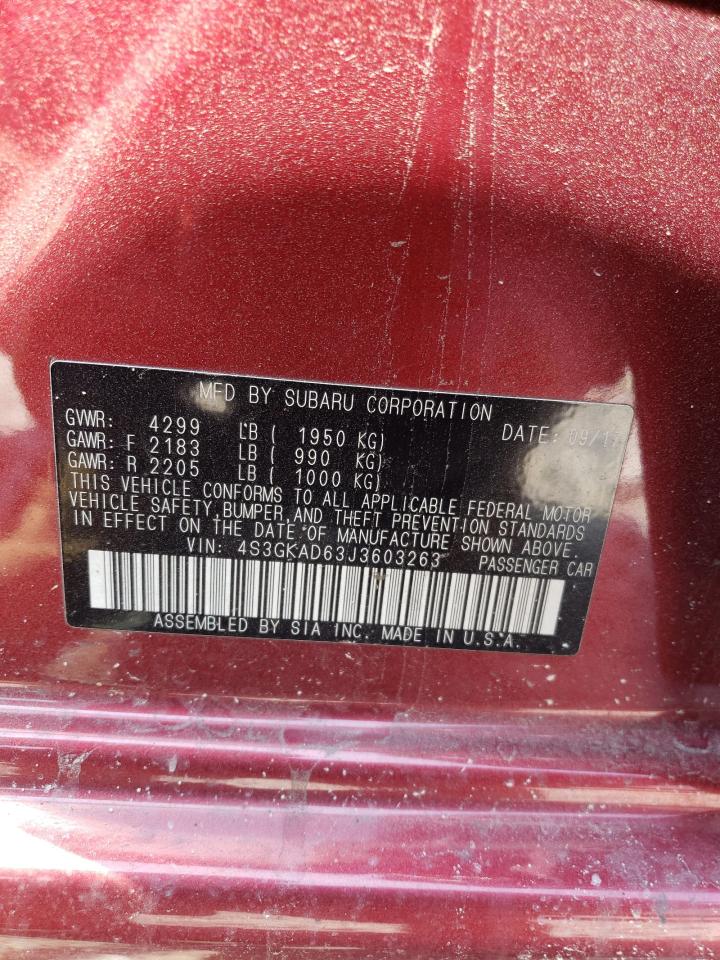 MFD BY SUBARU CORPORATION
GVWR: 4299 LB ( 1950 KG) DATE: 09/17
GAWR: F 2183 LB ( 990 KG)
GAWR: R 2205 LB ( 1000 KG)
THIS VEHICLE CONFORMS TO ALL APPLICABLE FEDERAL MOTOR
VEHICLE SAFETY, BUMPER, AND THEFT PREVENTION STANDARDS
IN EFFECT ON THE DATE OF MANUFACTURE SHOWN ABOVE.
VIN: 4S3GKAD63J3603263 PASSENGER CAR
ASSEMBLED BY SIA INC. MADE IN U.S.A.